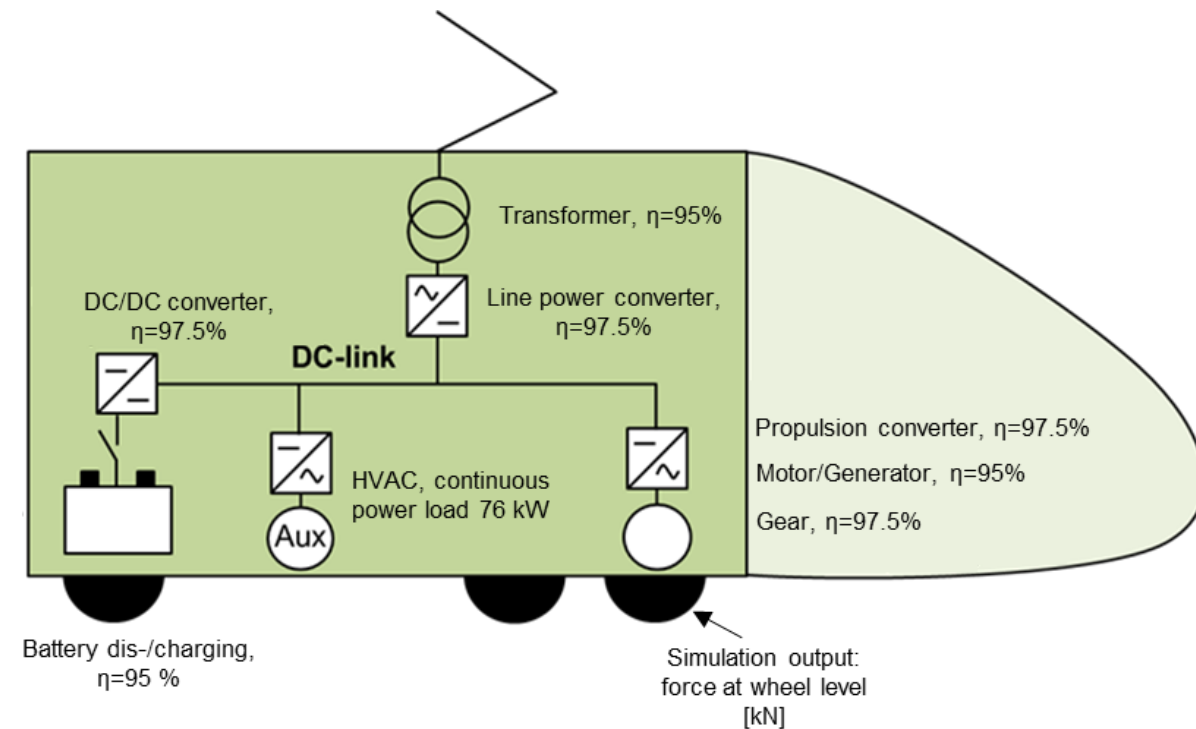 Transformer, η=95%
DC/DC converter,
η=97.5%
Line power converter,
η=97.5%
DC-link
HVAC, continuous
power load 76 kW
Aux
Propulsion converter, η=97.5%
Motor/Generator, η=95%
Gear, η=97.5%
Battery dis-/charging,
η=95 %
Simulation output:
force at wheel level
[kN]